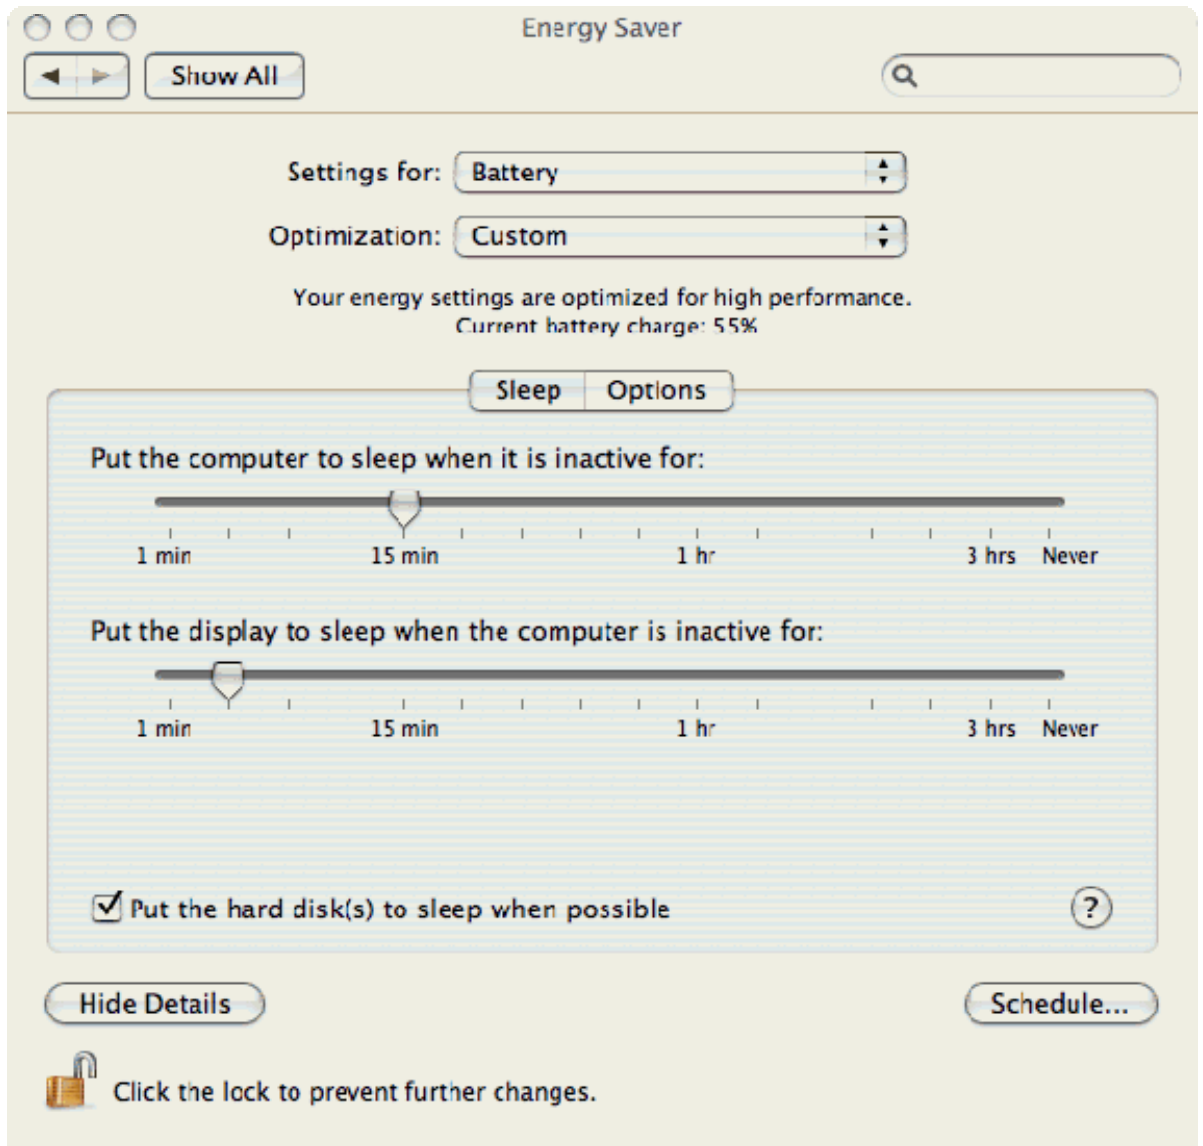 Energy Saver
Show All
Settings for: Battery
Optimization: Custom
Your energy settings are optimized for high performance.
Current battery charge: 55%
Sleep Options
Put the computer to sleep when it is inactive for:
1 min 15 min 1 hr 3 hrs Never
Put the display to sleep when the computer is inactive for:
1 min 15 min 1 hr 3 hrs Never
Put the hard disk(s) to sleep when possible ?
Hide Details Schedule...
Click the lock to prevent further changes.